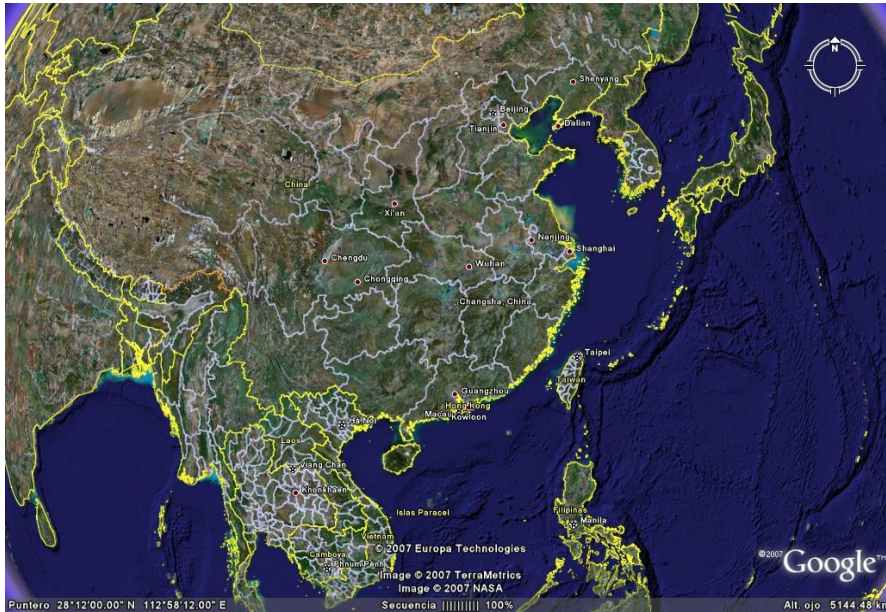 N
Shenyang
Beijing
Tianjin
Dalian
China
Xi'an
Nanjing
Shanghai
Chengdu
Wuhan
Chongqing
Changsha, China
Taipei
Taiwan
Guangzhou
Hong Kong
Macau
Kowloon
Hà Nôi
Laos
Viang Chan
Khonkhaen
Islas Paracel
Filipinas
Manila
Vietnam
Camboya
Phnum Penh
© 2007 Europa Technologies
Image © 2007 TerraMetrics
Image © 2007 NASA
©2007 Google™
Puntero 28°12'00.00" N 112°58'12.00" E Secuencia |||||||||| 100% Alt. ojo 5144.48 k